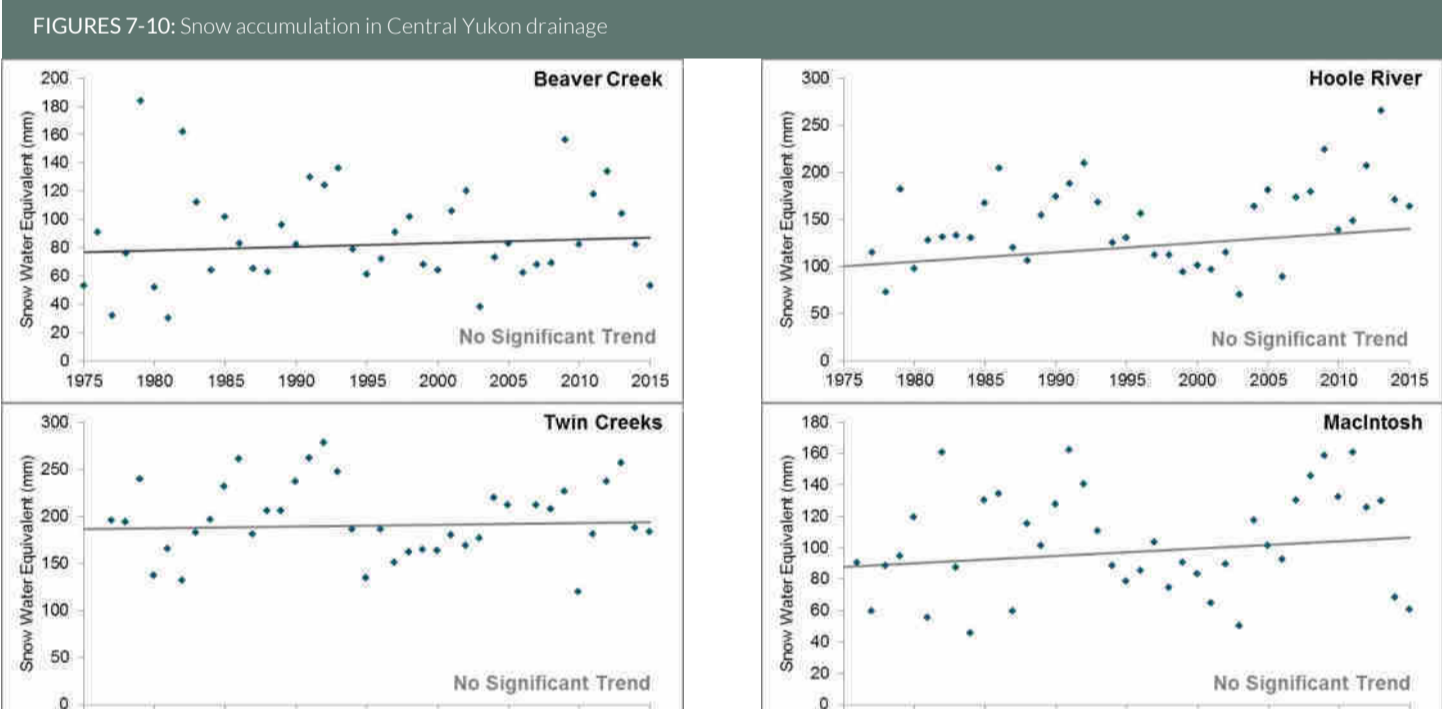 FIGURES 7-10: Snow accumulation in Central Yukon drainage
Beaver Creek
Snow Water Equivalent (mm)
200
180
160
140
120
100
80
60
40
20
0
No Significant Trend
1975 1980 1985 1990 1995 2000 2005 2010 2015
Hoole River
Snow Water Equivalent (mm)
300
250
200
150
100
50
0
No Significant Trend
1975 1980 1985 1990 1995 2000 2005 2010 2015
Twin Creeks
Snow Water Equivalent (mm)
300
250
200
150
100
50
0
No Significant Trend
MacIntosh
Snow Water Equivalent (mm)
180
160
140
120
100
80
60
40
20
0
No Significant Trend